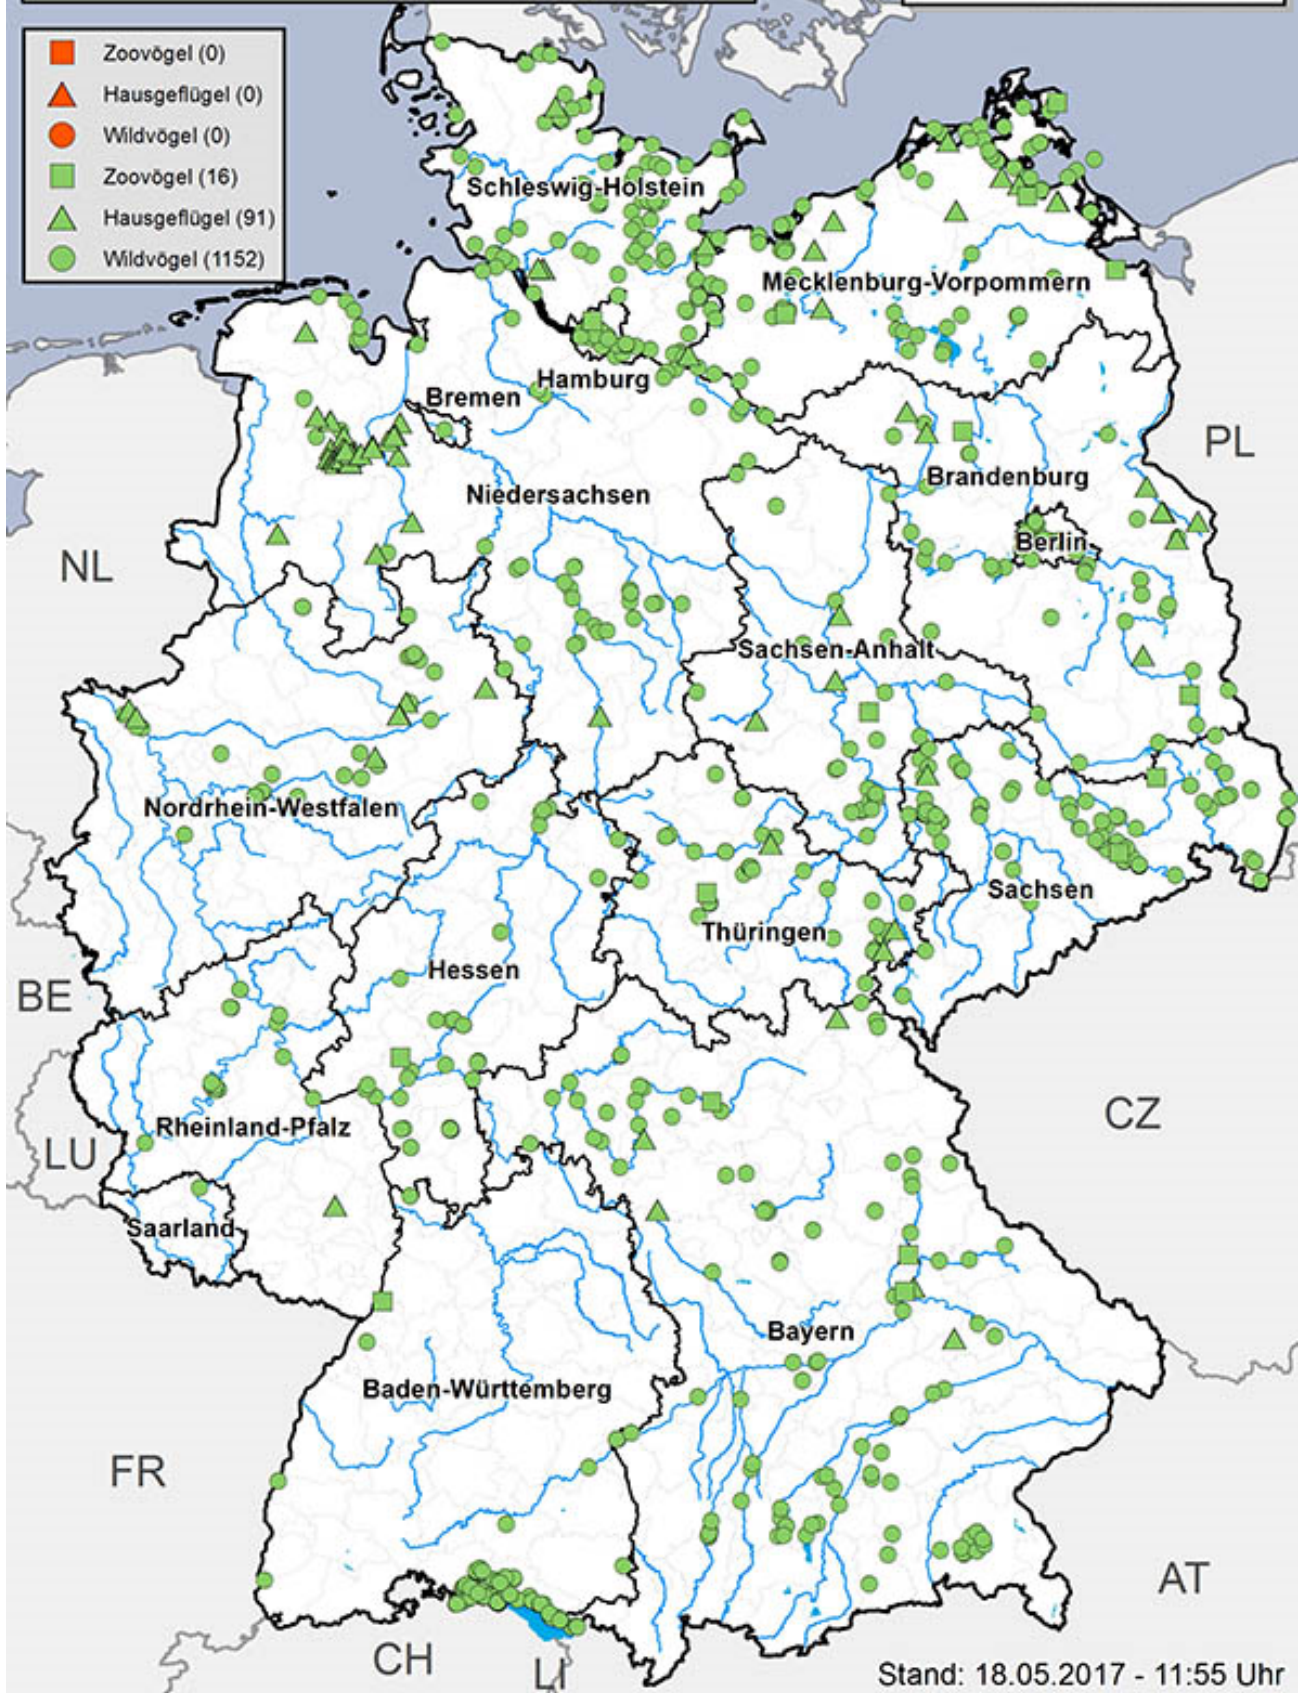 Zoovögel (0)
Hausgeflügel (0)
Wildvögel (0)
Zoovögel (16)
Hausgeflügel (91)
Wildvögel (1152)
Schleswig-Holstein
Mecklenburg-Vorpommern
Hamburg
Bremen
PL
Brandenburg
Niedersachsen
Berlin
NL
Sachsen-Anhalt
Nordrhein-Westfalen
Sachsen
Thüringen
Hessen
BE
CZ
Rheinland-Pfalz
LU
Saarland
Bayern
Baden-Württemberg
FR
AT
CH
LI
Stand: 18.05.2017 - 11:55 Uhr